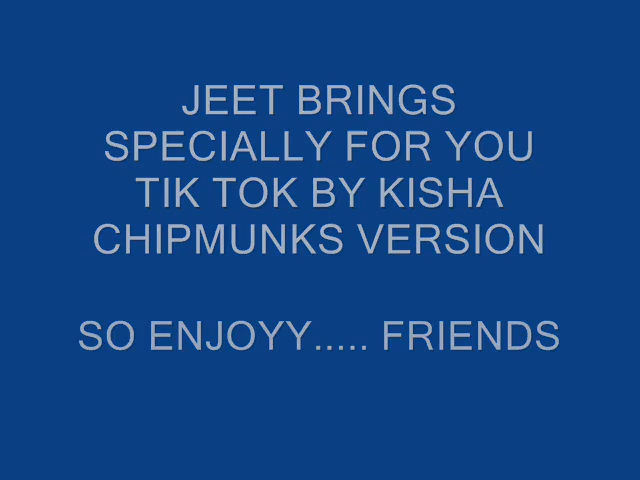 JEET BRINGS
SPECIALLY FOR YOU
TIK TOK BY KISHA
CHIPMUNKS VERSION
SO ENJOYY..... FRIENDS